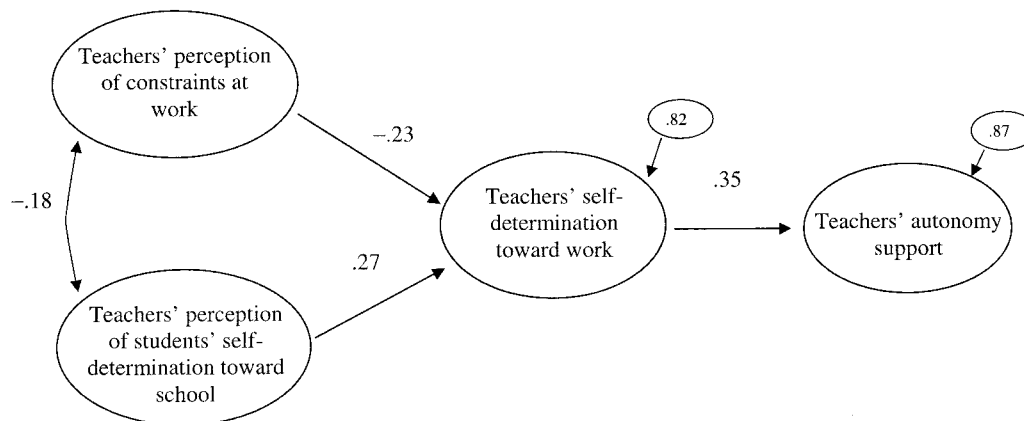 Teachers’ perception
of constraints at
work
–.23
.82
.87
–.18
.35
Teachers’ self-
determination
toward work
Teachers’ autonomy
support
.27
Teachers’ perception
of students’ self-
determination toward
school